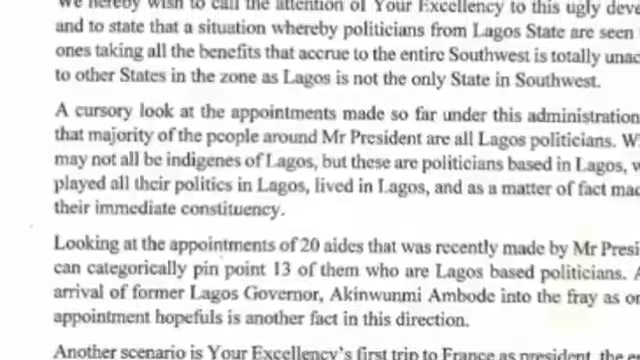 We hereby wish to call the attention of Your Excellency to this ugly deve
and to state that a situation whereby politicians from Lagos State are seen
ones taking all the benefits that accrue to the entire Southwest is totally unac
to other States in the zone as Lagos is not the only State in Southwest.
A cursory look at the appointments made so far under this administration
that majority of the people around Mr President are all Lagos politicians. W
may not all be indigenes of Lagos, but these are politicians based in Lagos, w
played all their politics in Lagos, lived in Lagos, and as a matter of fact mad
their immediate constituency.
Looking at the appointments of 20 aides that was recently made by Mr Presi
can categorically pin point 13 of them who are Lagos based politicians. A
arrival of former Lagos Governor, Akinwunmi Ambode into the fray as on
appointment hopefuls is another fact in this direction.
Another scenario is Your Excellency's first trip to France as president, the en